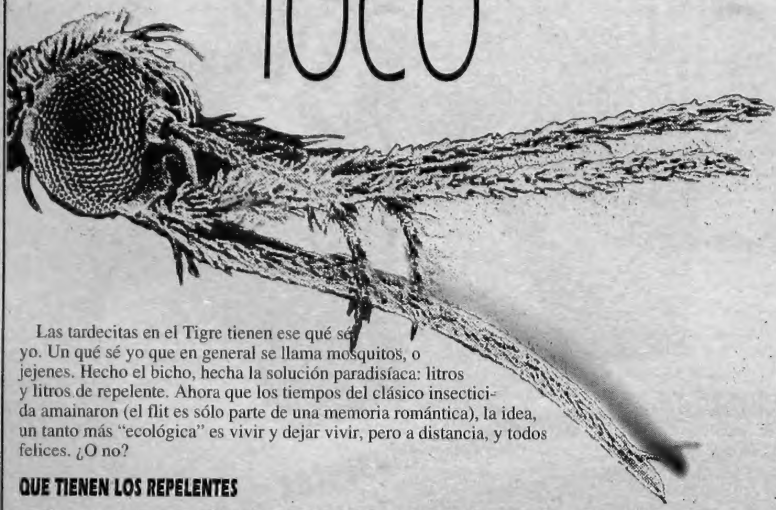 TOCO
Las tardecitas en el Tigre tienen ese qué sé
yo. Un qué sé yo que en general se llama mosquitos, o
jejenes. Hecho el bicho, hecha la solución paradisíaca: litros
y litros de repelente. Ahora que los tiempos del clásico insectici-
da amainaron (el flit es sólo parte de una memoria romántica), la idea,
un tanto más “ecológica” es vivir y dejar vivir, pero a distancia, y todos
felices. ¿O no?
QUE TIENEN LOS REPELENTES